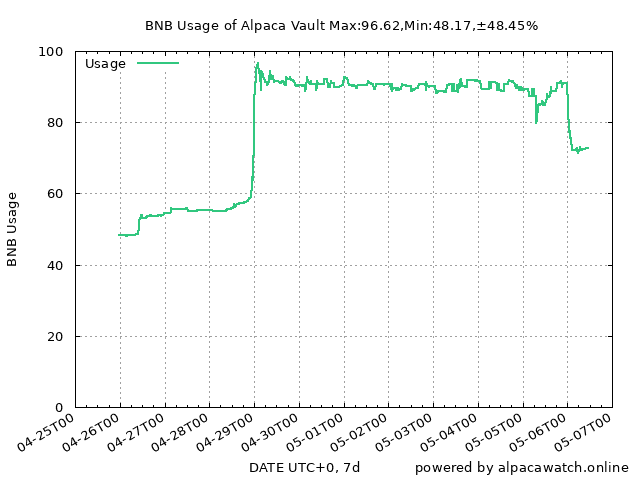 BNB Usage of Alpaca Vault Max:96.62,Min:48.17,±48.45%
Usage
BNB Usage
100
80
60
40
20
0
04-25T00
04-26T00
04-27T00
04-28T00
04-29T00
04-30T00
05-01T00
05-02T00
05-03T00
05-04T00
05-05T00
05-06T00
05-07T00
DATE UTC+0, 7d
powered by alpacawatch.online